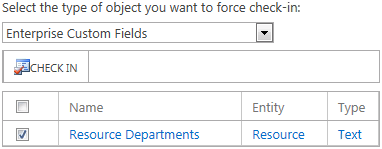 Select the type of object you want to force check-in:
Enterprise Custom Fields
CHECK IN
Name Entity Type
Resource Departments Resource Text